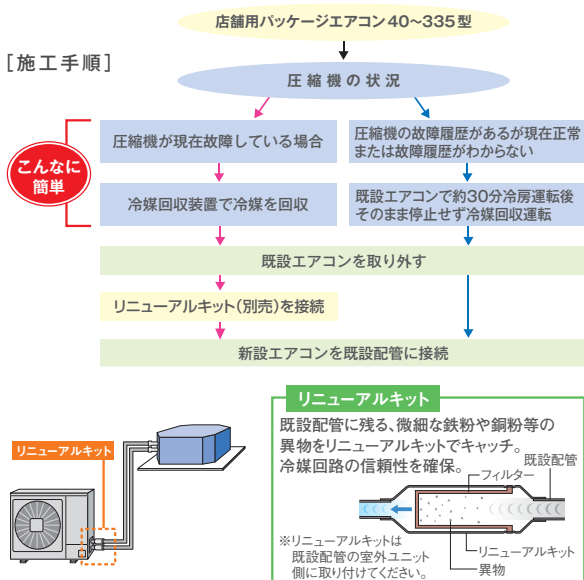 店舗用パッケージエアコン40〜335型
[施工手順]
圧縮機の状況
こんなに
簡単
圧縮機が現在故障している場合
圧縮機の故障履歴があるが現在正常
または故障履歴がわからない
冷媒回収装置で冷媒を回収
既設エアコンで約30分冷房運転後
そのまま停止せず冷媒回収運転
既設エアコンを取り外す
リニューアルキット(別売)を接続
新設エアコンを既設配管に接続
リニューアルキット
リニューアルキット
既設配管に残る、微細な鉄粉や銅粉等の
異物をリニューアルキットでキャッチ。
冷媒回路の信頼性を確保。
既設配管
フィルター
※リニューアルキットは
既設配管の室外ユニット
側に取り付けてください。
リニューアルキット
異物